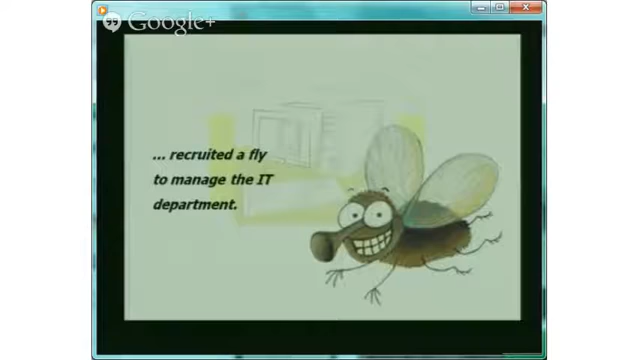 Google+
... recruited a fly
to manage the IT
department.